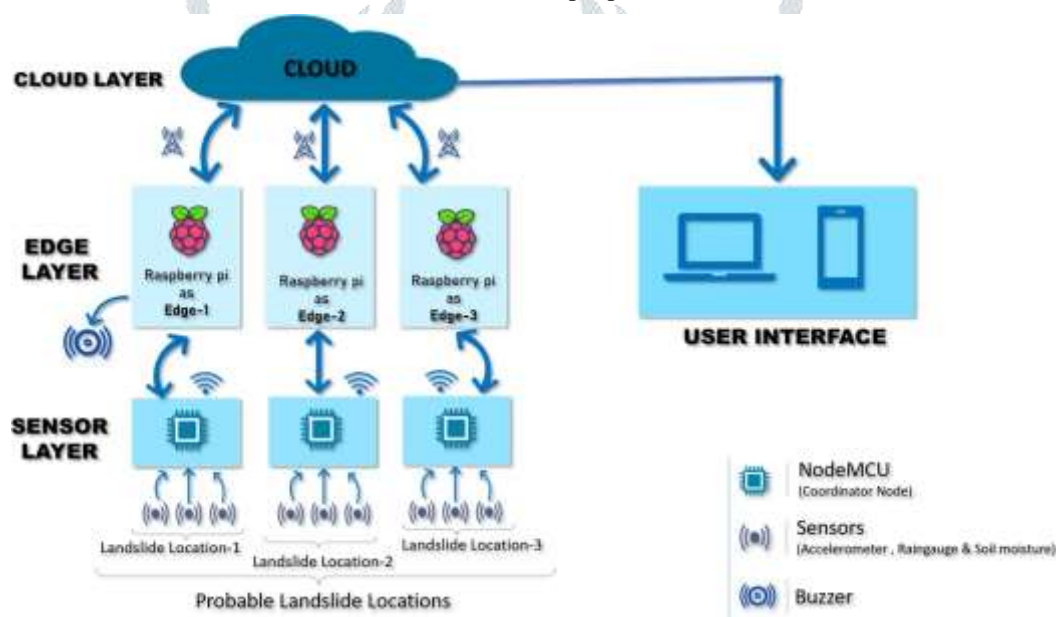 CLOUD LAYER
CLOUD
EDGE
LAYER
Raspberry pi
as
Edge-1
Raspberry pi
as
Edge-2
Raspberry pi
as
Edge-3
USER INTERFACE
SENSOR
LAYER
Landslide Location-1
Landslide Location-2
Landslide Location-3
Probable Landslide Locations
NodeMCU
(Coordinator Node)
Sensors
(Accelerometer , Raingauge & Soil moisture)
Buzzer